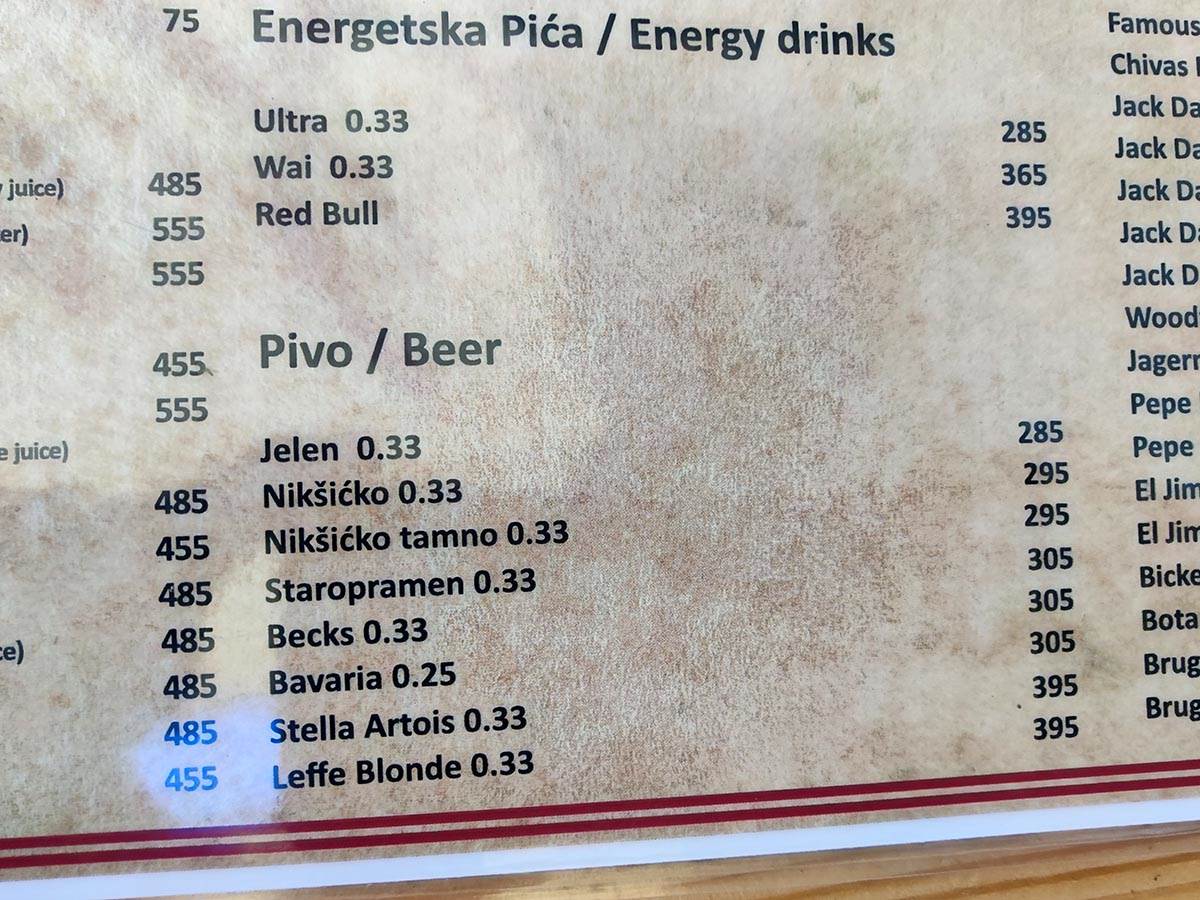 75
juice)
485
er)
555
555
455
555
e juice)
485
455
485
485
ce)
485
485
455
Energetska Pića / Energy drinks
Ultra 0.33 285
Wai 0.33 365
Red Bull 395
Pivo / Beer
Jelen 0.33 285
Nikšićko 0.33 295
Nikšićko tamno 0.33 295
Staropramen 0.33 305
Becks 0.33 305
Bavaria 0.25 305
Stella Artois 0.33 395
Leffe Blonde 0.33 395
Famous
Chivas
Jack Da
Jack Da
Jack Da
Jack Da
Jack D
Wood
Jagerr
Pepe
Pepe
El Jim
El Jim
Bicke
Bota
Brug
Brug